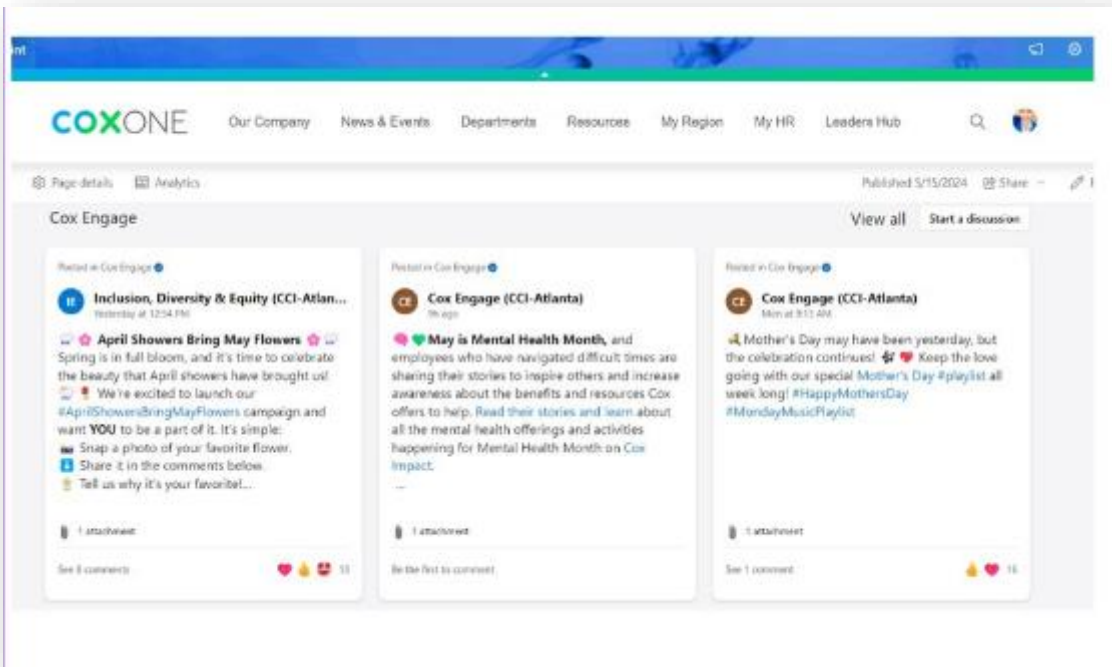 nt
COXONE
Our Company News & Events Departments Resources My Region My HR Leaders Hub
Page details Analytics
Published 5/15/2024 Share
Cox Engage
View all Start a discussion
Posted in Cox Engage
Inclusion, Diversity & Equity (CCI-Atlan...
Yesterday at 12:54 PM
April Showers Bring May Flowers
Spring is in full bloom, and it's time to celebrate
the beauty that April showers have brought us!
We're excited to launch our
#AprilShowersBringMayFlowers campaign and
want YOU to be a part of it. It's simple:
Snap a photo of your favorite flower.
Share it in the comments below.
Tell us why it's your favorite!...
1 attachment
See 8 comments
Posted in Cox Engage
CE
Cox Engage (CCI-Atlanta)
9h ago
May is Mental Health Month, and
employees who have navigated difficult times are
sharing their stories to inspire others and increase
awareness about the benefits and resources Cox
offers to help. Read their stories and learn about
all the mental health offerings and activities
happening for Mental Health Month on Cox
Impact.
...
1 attachment
Be the first to comment
Posted in Cox Engage
CE
Cox Engage (CCI-Atlanta)
Mon at 9:13 AM
Mother's Day may have been yesterday, but
the celebration continues! Keep the love
going with our special Mother's Day #playlist all
week long! #HappyMothersDay
#MondayMusicPlaylist
1 attachment
See 1 comment
16